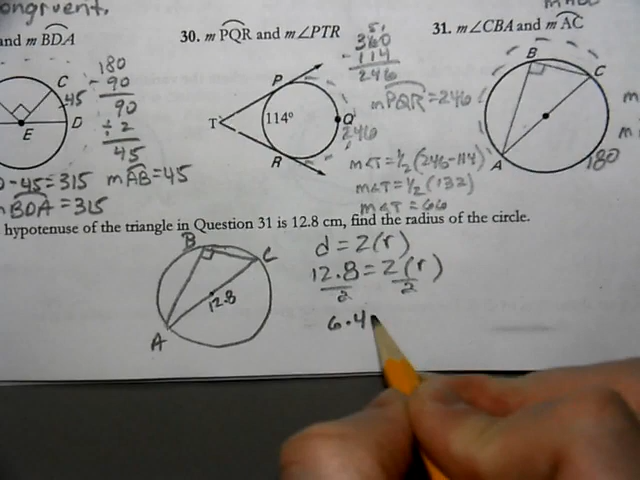 ongruent.
and m BDA
180
- 90
90
÷ 2
45
C
45
D
E
- 45 = 315
mAB = 45
mBDA = 315
30. m PQR and m∠PTR
360
- 114
246
mPQR = 246
P
T
114°
Q
246
R
m∠T = ½(246-114)
m∠T = ½(132)
m∠T = 66
31. m∠CBA and m AC
B
C
A
180
hypotenuse of the triangle in Question 31 is 12.8 cm, find the radius of the circle.
B
C
12.8
A
d = 2(r)
12.8 = 2(r)
2 2
6.4